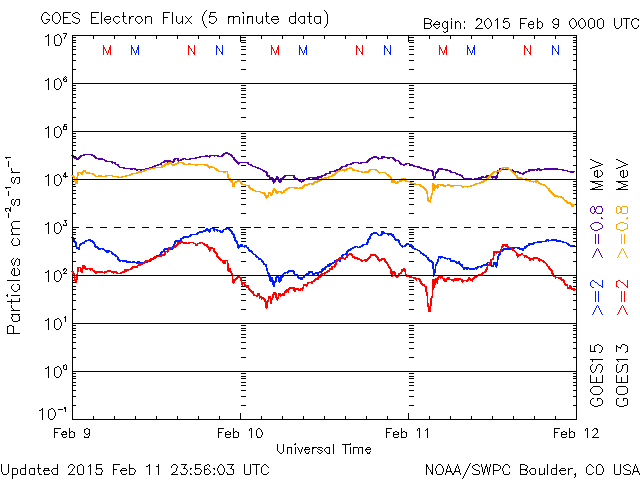 GOES Electron Flux (5 minute data)
Begin: 2015 Feb 9 0000 UTC
10⁷
M M N N M M N N M M N N
10⁶
10⁵
10⁴
10³
10²
10¹
10⁰
10⁻¹
Particles cm⁻²s⁻¹sr⁻¹
GOES15 >=2 >=0.8 MeV
GOES13 >=2 >=0.8 MeV
Feb 9 Feb 10 Feb 11 Feb 12
Universal Time
Updated 2015 Feb 11 23:56:03 UTC
NOAA/SWPC Boulder, CO USA